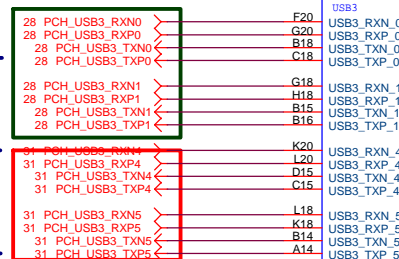 USB3
28 PCH_USB3_RXN0 F20 USB3_RXN_0
28 PCH_USB3_RXP0 G20 USB3_RXP_0
28 PCH_USB3_TXN0 B18 USB3_TXN_0
28 PCH_USB3_TXP0 C18 USB3_TXP_0
28 PCH_USB3_RXN1 G18 USB3_RXN_1
28 PCH_USB3_RXP1 H18 USB3_RXP_1
28 PCH_USB3_TXN1 B15 USB3_TXN_1
28 PCH_USB3_TXP1 B16 USB3_TXP_1
31 PCH_USB3_RXN4 K20 USB3_RXN_4
31 PCH_USB3_RXP4 L20 USB3_RXP_4
31 PCH_USB3_TXN4 D15 USB3_TXN_4
31 PCH_USB3_TXP4 C15 USB3_TXP_4
31 PCH_USB3_RXN5 L18 USB3_RXN_5
31 PCH_USB3_RXP5 K18 USB3_RXP_5
31 PCH_USB3_TXN5 B14 USB3_TXN_5
31 PCH_USB3_TXP5 A14 USB3_TXP_5